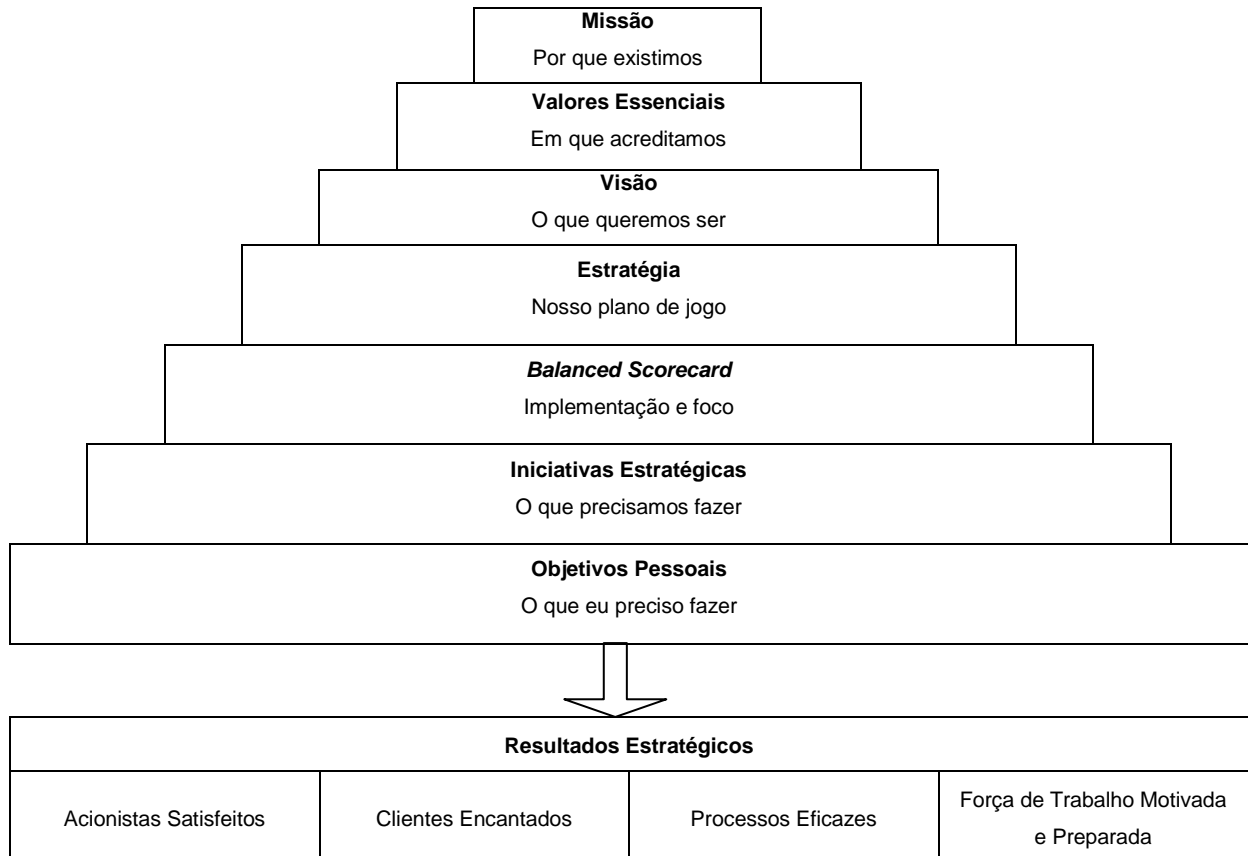 Missão
Por que existimos
Valores Essenciais
Em que acreditamos
Visão
O que queremos ser
Estratégia
Nosso plano de jogo
Balanced Scorecard
Implementação e foco
Iniciativas Estratégicas
O que precisamos fazer
Objetivos Pessoais
O que eu preciso fazer
Resultados Estratégicos
Acionistas Satisfeitos
Clientes Encantados
Processos Eficazes
Força de Trabalho Motivada
e Preparada